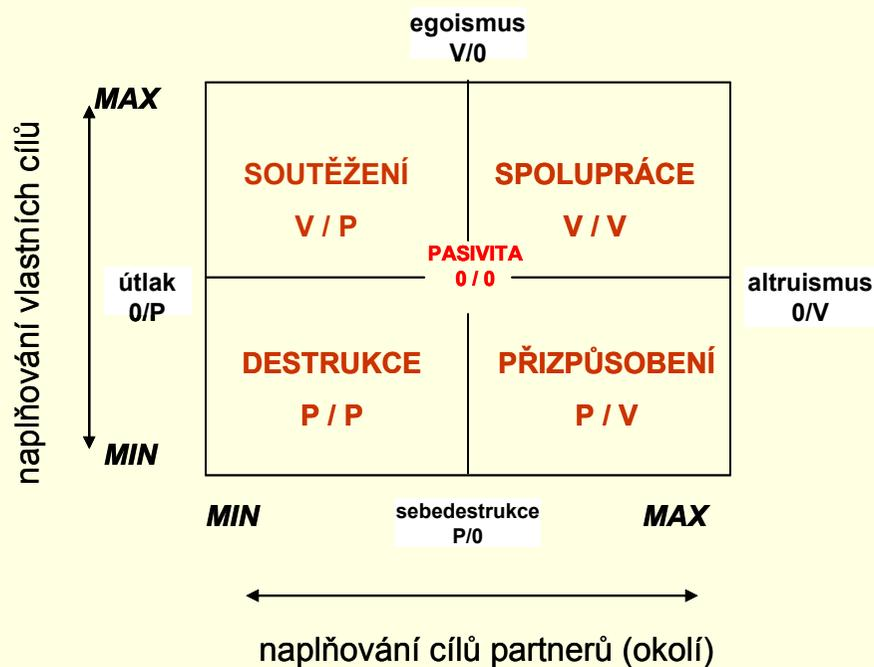 egoismus
V/0
MAX
SOUTĚŽENÍ
V / P
SPOLUPRÁCE
V / V
PASIVITA
0 / 0
naplňování vlastních cílů
útlak
0/P
altruismus
0/V
DESTRUKCE
P / P
PŘIZPŮSOBENÍ
P / V
MIN
MIN
sebedestrukce
P/0
MAX
naplňování cílů partnerů (okolí)